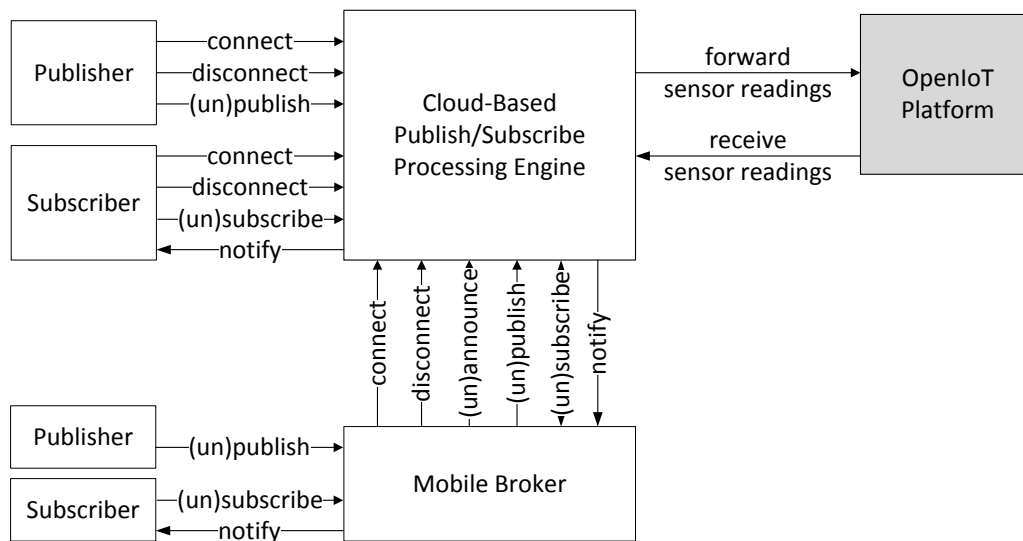 Publisher
connect
disconnect
(un)publish
Subscriber
connect
disconnect
(un)subscribe
notify
Cloud-Based
Publish/Subscribe
Processing Engine
forward
sensor readings
receive
sensor readings
OpenIoT
Platform
connect
disconnect
(un)announce
(un)publish
(un)subscribe
notify
Publisher
(un)publish
Subscriber
(un)subscribe
notify
Mobile Broker